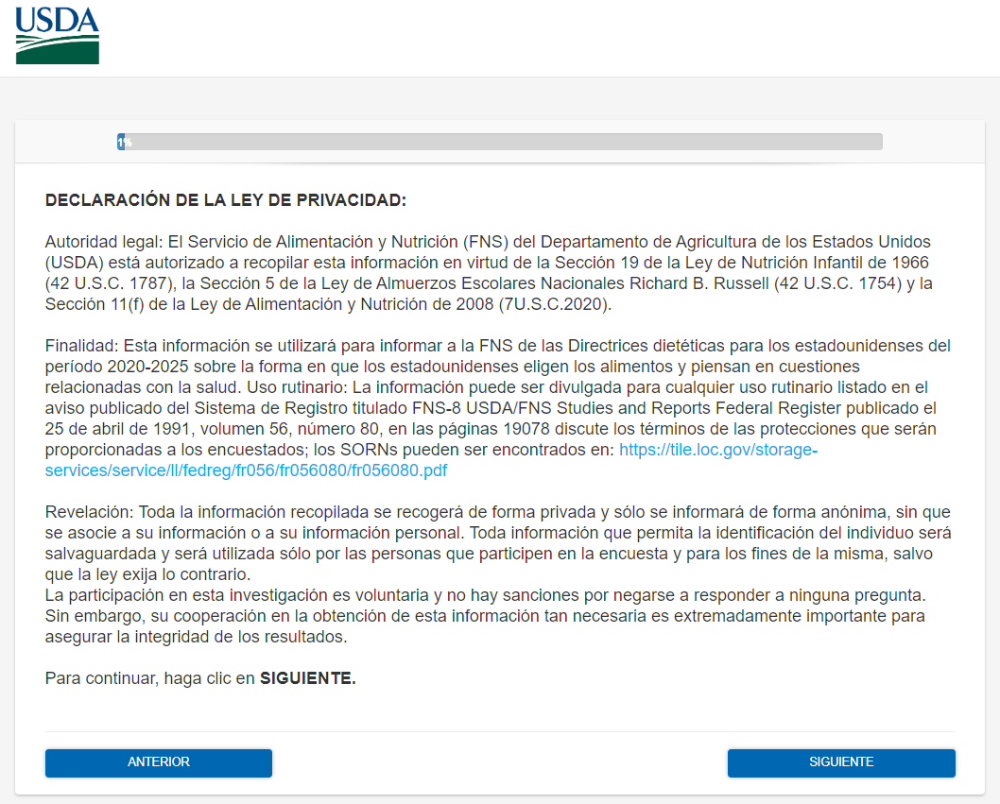 USDA
1%
DECLARACIÓN DE LA LEY DE PRIVACIDAD:
Autoridad legal: El Servicio de Alimentación y Nutrición (FNS) del Departamento de Agricultura de los Estados Unidos
(USDA) está autorizado a recopilar esta información en virtud de la Sección 19 de la Ley de Nutrición Infantil de 1966
(42 U.S.C. 1787), la Sección 5 de la Ley de Almuerzos Escolares Nacionales Richard B. Russell (42 U.S.C. 1754) y la
Sección 11(f) de la Ley de Alimentación y Nutrición de 2008 (7U.S.C.2020).
Finalidad: Esta información se utilizará para informar a la FNS de las Directrices dietéticas para los estadounidenses del
período 2020-2025 sobre la forma en que los estadounidenses eligen los alimentos y piensan en cuestiones
relacionadas con la salud. Uso rutinario: La información puede ser divulgada para cualquier uso rutinario listado en el
aviso publicado del Sistema de Registro titulado FNS-8 USDA/FNS Studies and Reports Federal Register publicado el
25 de abril de 1991, volumen 56, número 80, en las páginas 19078 discute los términos de las protecciones que serán
proporcionadas a los encuestados; los SORNs pueden ser encontrados en: https://tile.loc.gov/storage-
services/service/ll/fedreg/fr056/fr056080/fr056080.pdf
Revelación: Toda la información recopilada se recogerá de forma privada y sólo se informará de forma anónima, sin que
se asocie a su información o a su información personal. Toda información que permita la identificación del individuo será
salvaguardada y será utilizada sólo por las personas que participen en la encuesta y para los fines de la misma, salvo
que la ley exija lo contrario.
La participación en esta investigación es voluntaria y no hay sanciones por negarse a responder a ninguna pregunta.
Sin embargo, su cooperación en la obtención de esta información tan necesaria es extremadamente importante para
asegurar la integridad de los resultados.
Para continuar, haga clic en SIGUIENTE.
ANTERIOR
SIGUIENTE